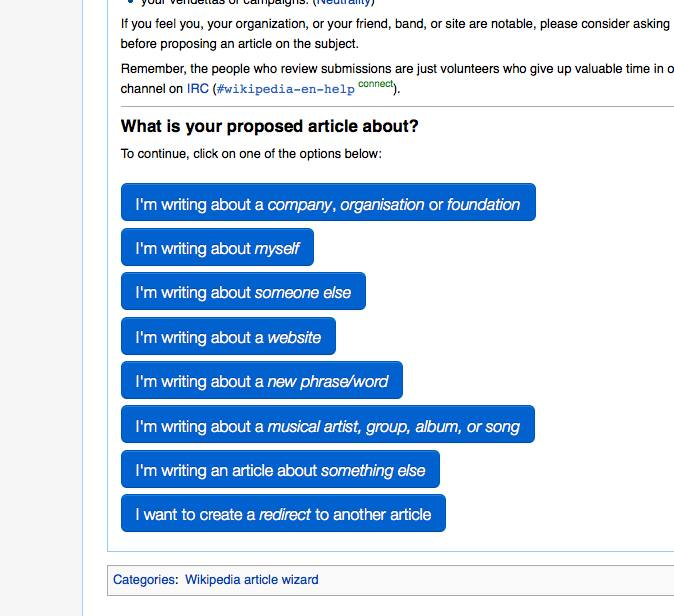 your vendettas or campaigns. (Neutrality)
If you feel you, your organization, or your friend, band, or site are notable, please consider asking
before proposing an article on the subject.
Remember, the people who review submissions are just volunteers who give up valuable time in o
channel on IRC (#wikipedia-en-help connect).
What is your proposed article about?
To continue, click on one of the options below:
I'm writing about a company, organisation or foundation
I'm writing about myself
I'm writing about someone else
I'm writing about a website
I'm writing about a new phrase/word
I'm writing about a musical artist, group, album, or song
I'm writing an article about something else
I want to create a redirect to another article
Categories: Wikipedia article wizard